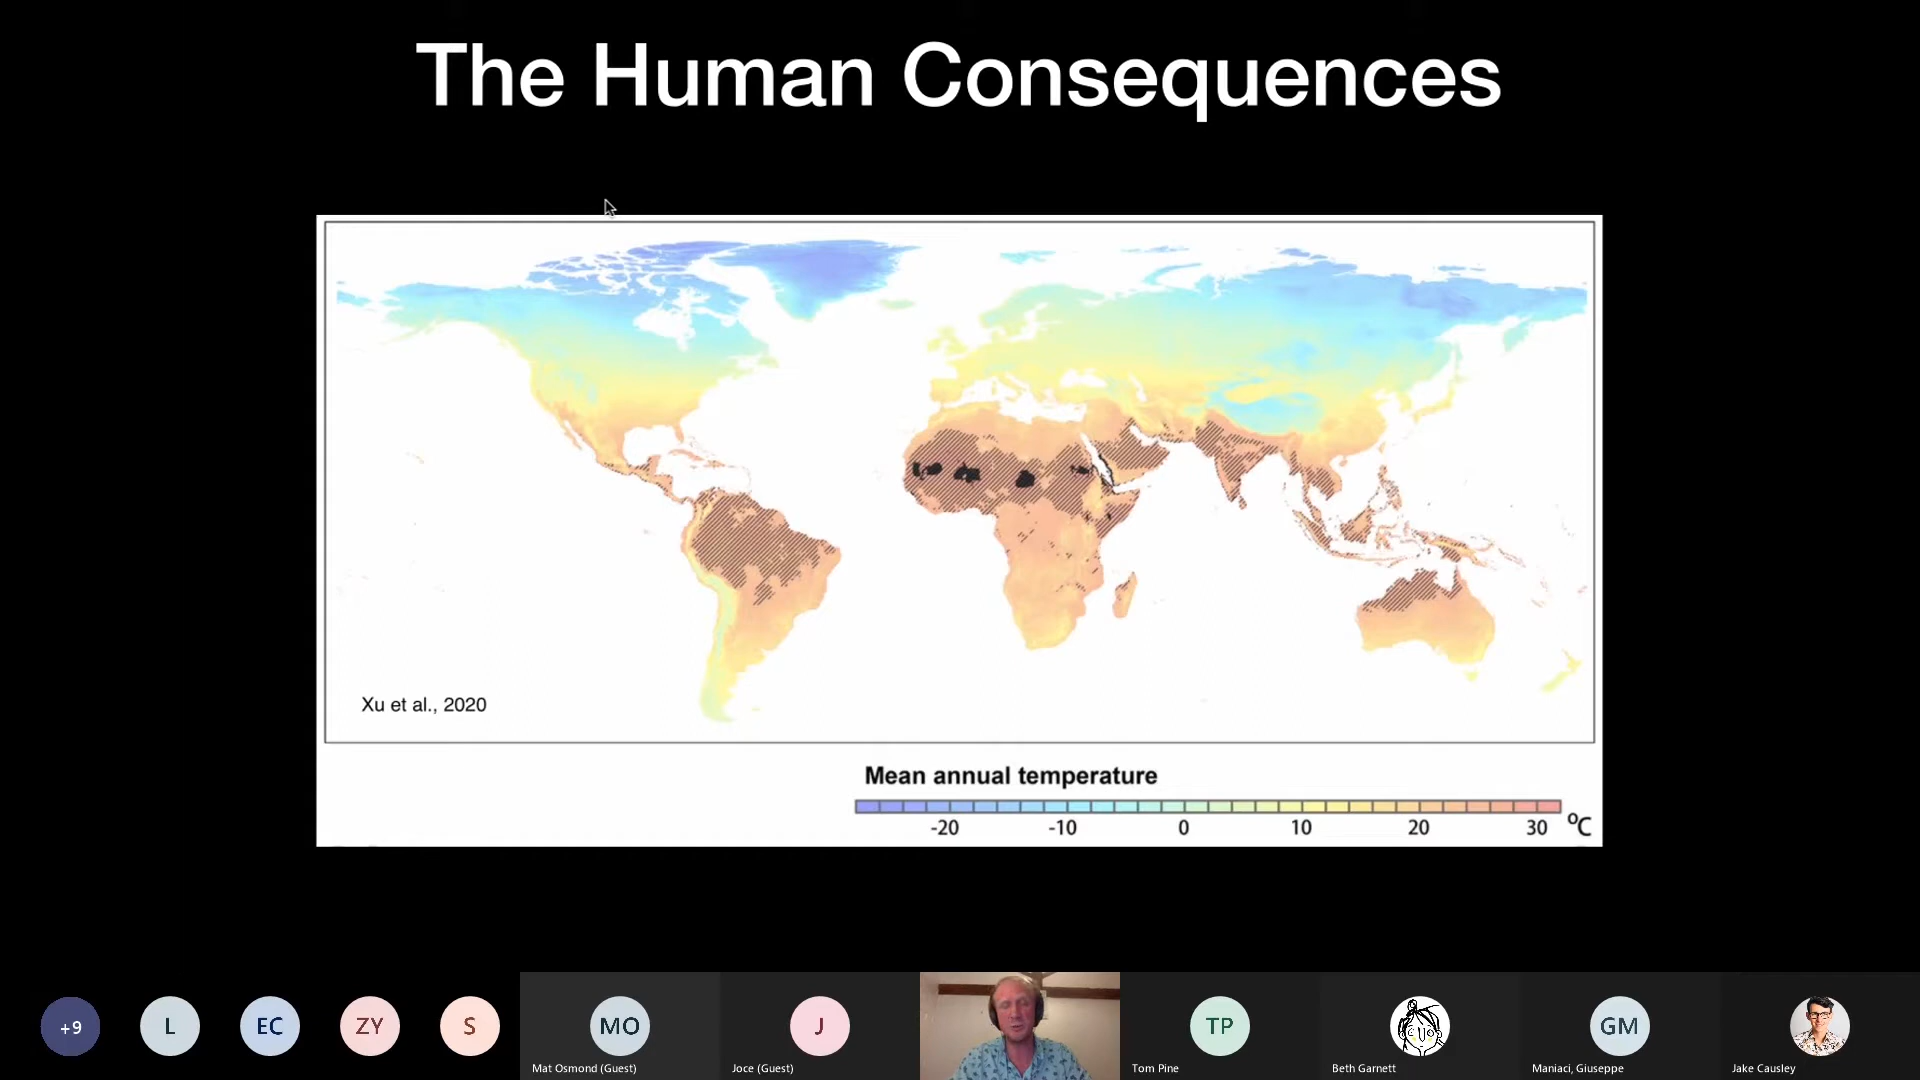 The Human Consequences
Xu et al., 2020
Mean annual temperature
-20 -10 0 10 20 30 ºC
+9 L EC ZY S MO J TP GM
Mat Osmond (Guest) Joce (Guest) Tom Pine Beth Garnett Maniaci, Giuseppe Jake Causley